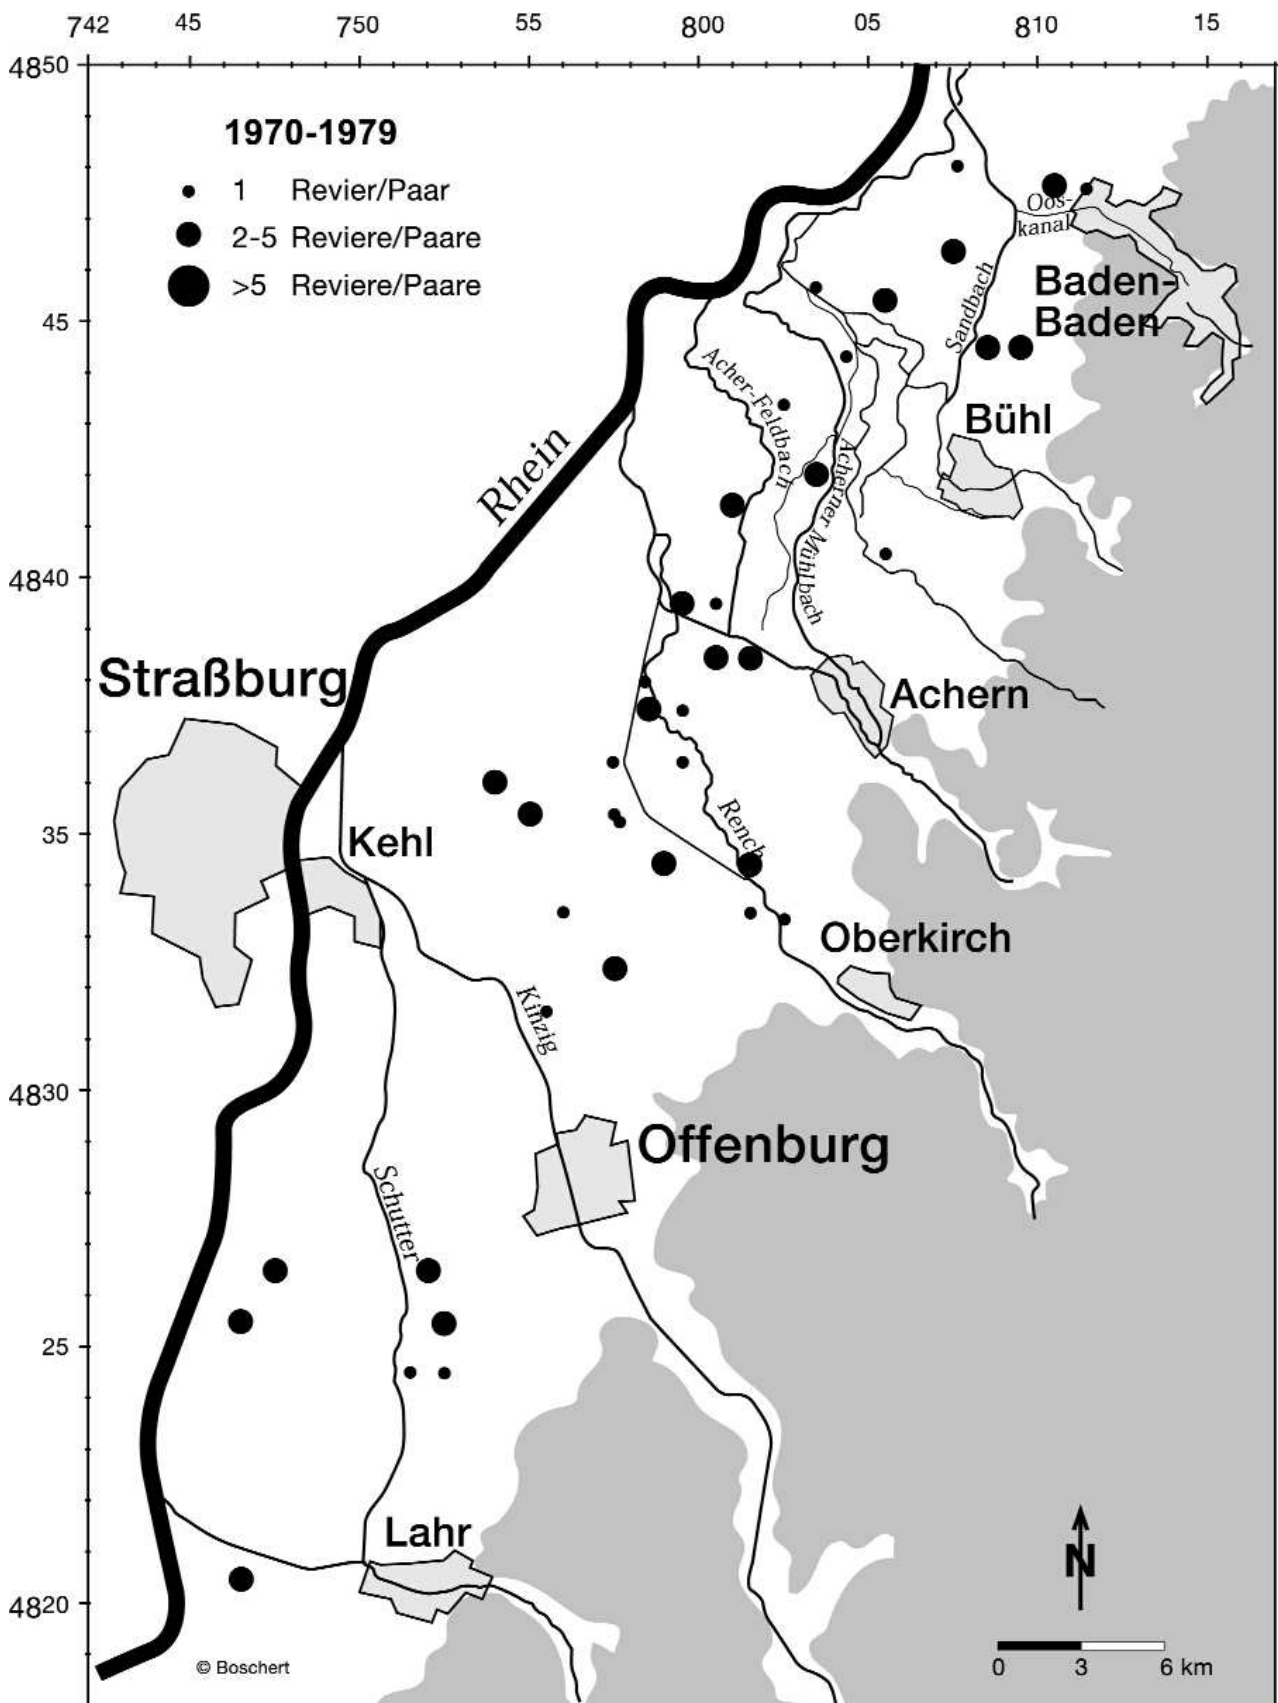 742 45 750 55 800 05 810 15
4850
1970-1979
1 Revier/Paar
2-5 Reviere/Paare
>5 Reviere/Paare
Oos-
kanal
Baden-
Baden
45
Sandbach
Acher-Feldbach
Bühl
Rhein
Acherner Mühlbach
4840
Straßburg
Achern
Rench
35
Kehl
Oberkirch
Kinzig
4830
Offenburg
Schutter
25
Lahr
N
4820
© Boschert
0 3 6 km